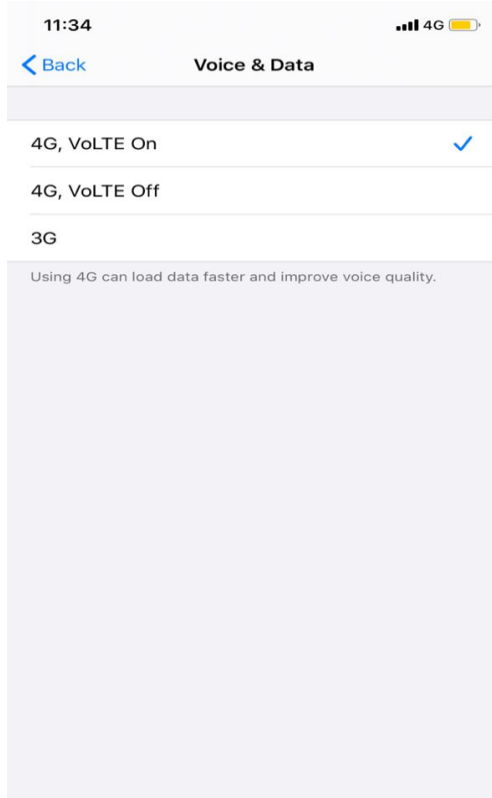 11:34 4G
Back Voice & Data
4G, VoLTE On
4G, VoLTE Off
3G
Using 4G can load data faster and improve voice quality.